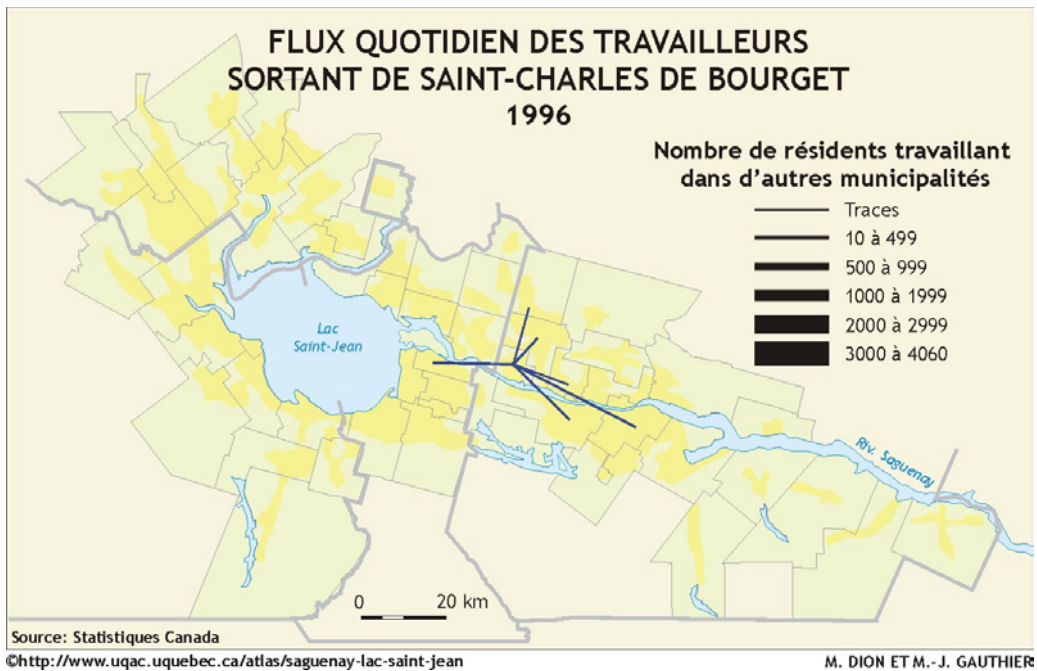 FLUX QUOTIDIEN DES TRAVAILLEURS
SORTANT DE SAINT-CHARLES DE BOURGET
1996
Nombre de résidents travaillant
dans d'autres municipalités
Traces
10 à 499
500 à 999
1000 à 1999
2000 à 2999
3000 à 4060
Lac
Saint-Jean
Riv. Saguenay
0 20 km
Source: Statistiques Canada
©http://www.uqac.uquebec.ca/atlas/saguenay-lac-saint-jean
M. DION ET M.-J. GAUTHIER